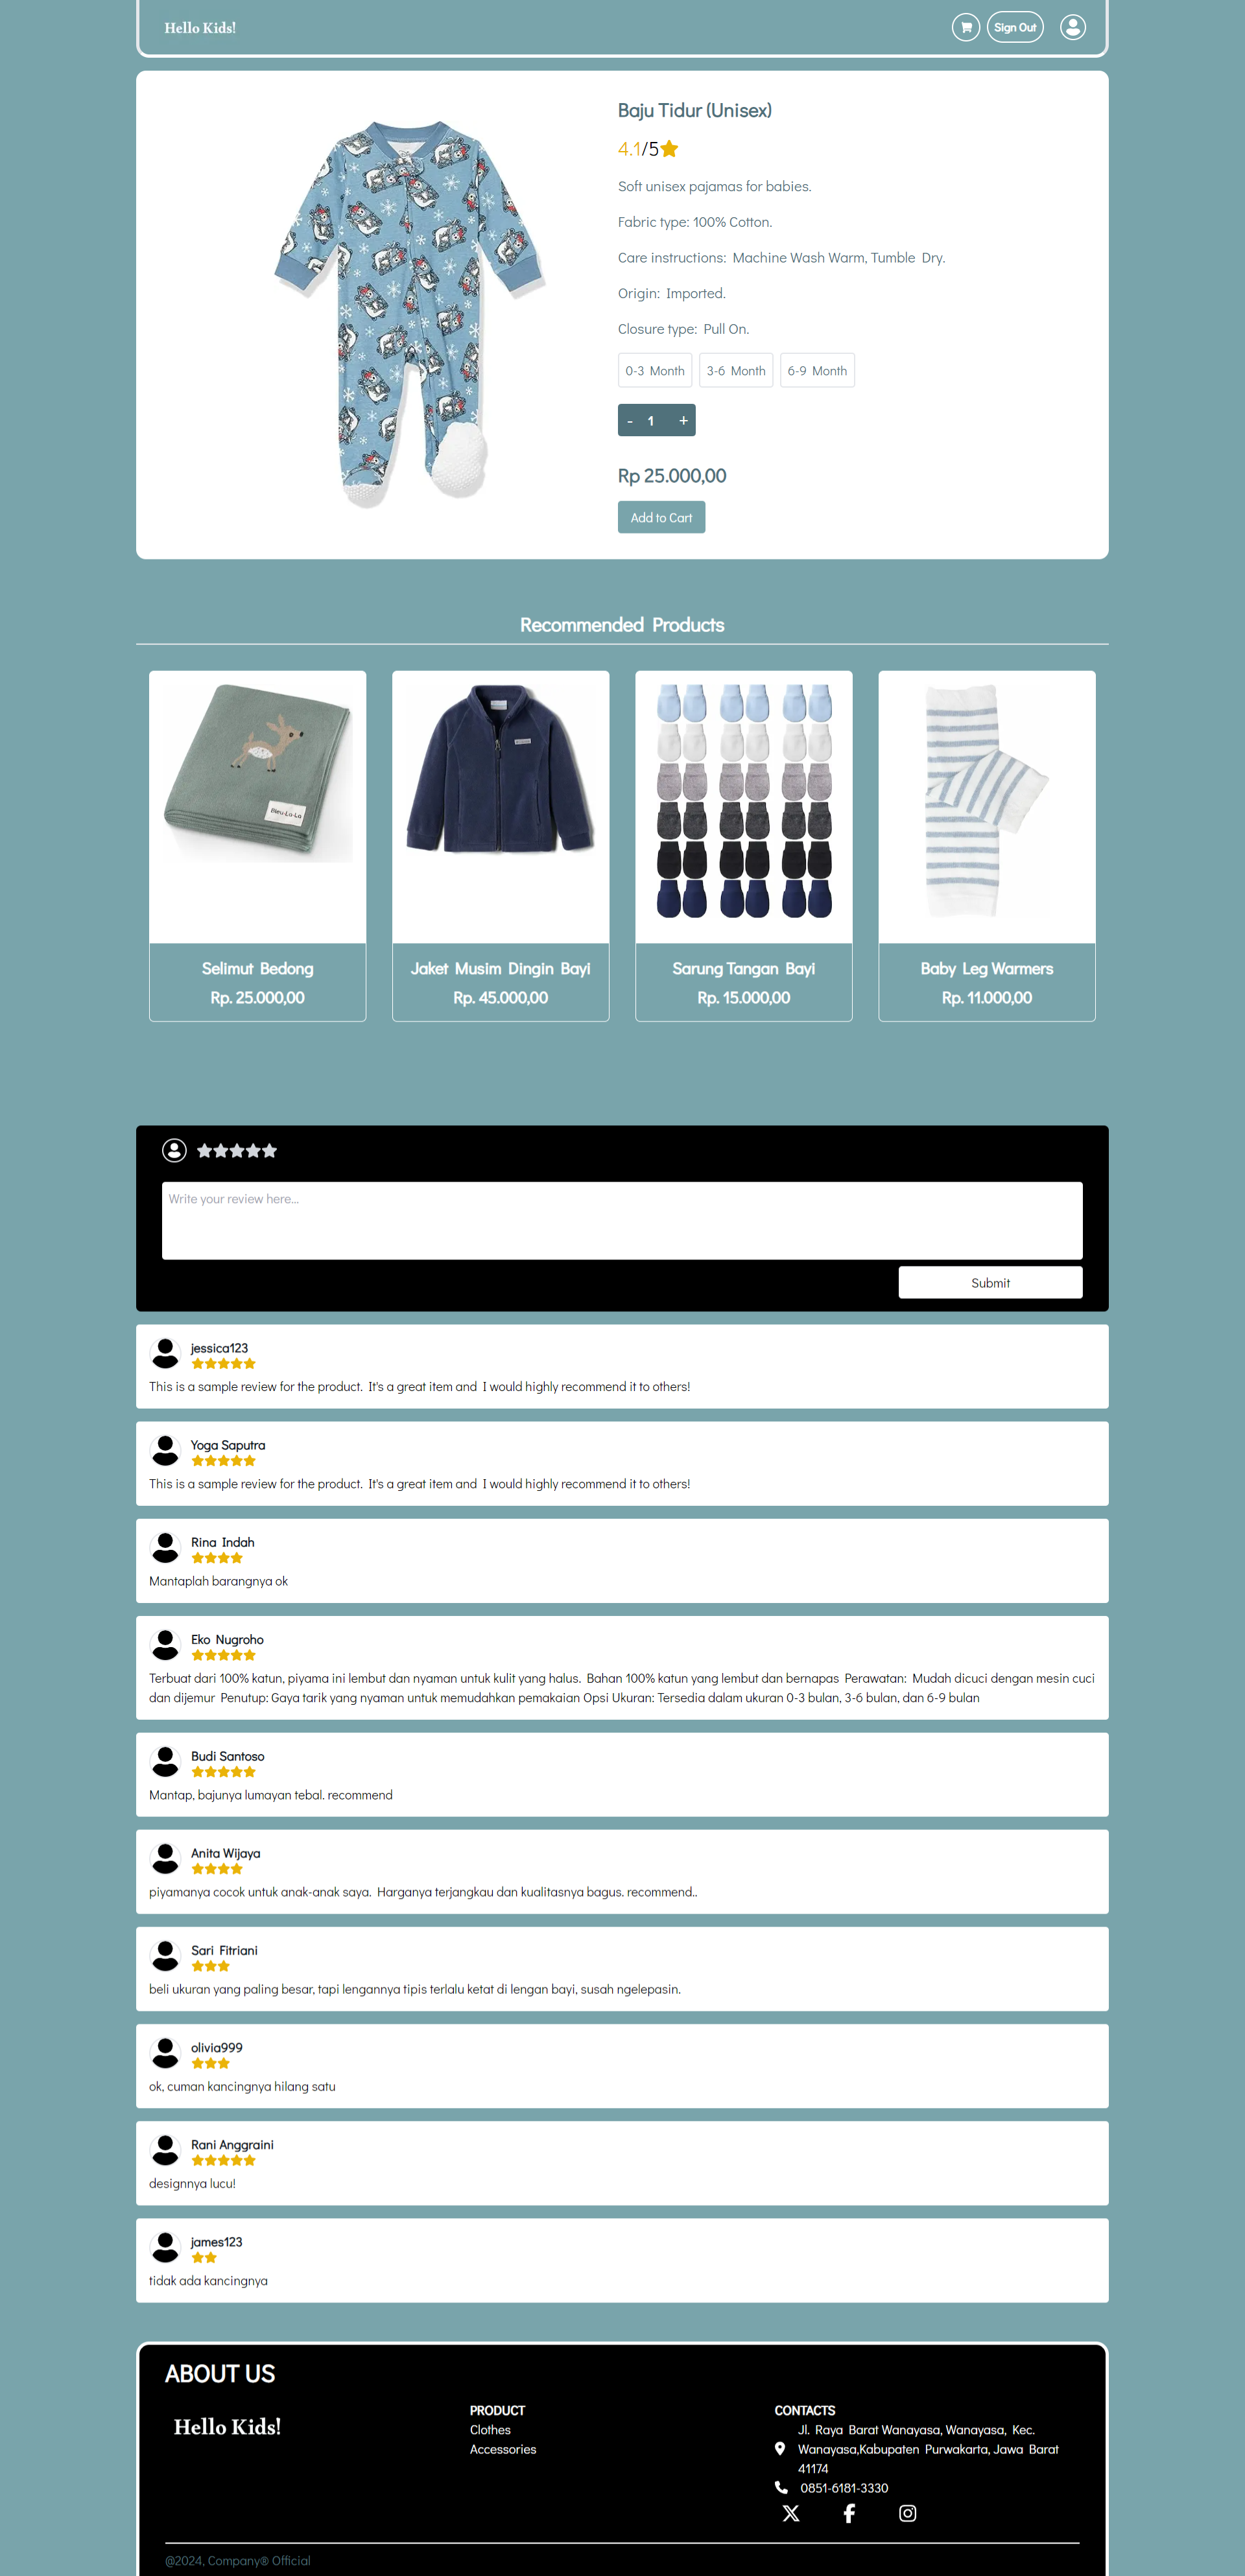 Hello Kids!
Sign Out
Baju Tidur (Unisex)
4.1/5
Soft unisex pajamas for babies.
Fabric type: 100% Cotton.
Care instructions: Machine Wash Warm, Tumble Dry.
Origin: Imported.
Closure type: Pull On.
0-3 Month 3-6 Month 6-9 Month
- 1 +
Rp 25.000,00
Add to Cart
Recommended Products
Bleu·La·La
Selimut Bedong
Rp. 25.000,00
Jaket Musim Dingin Bayi
Rp. 45.000,00
Sarung Tangan Bayi
Rp. 15.000,00
Baby Leg Warmers
Rp. 11.000,00
Write your review here...
Submit
jessica123
This is a sample review for the product. It's a great item and I would highly recommend it to others!
Yoga Saputra
This is a sample review for the product. It's a great item and I would highly recommend it to others!
Rina Indah
Mantaplah barangnya ok
Eko Nugroho
Terbuat dari 100% katun, piyama ini lembut dan nyaman untuk kulit yang halus. Bahan 100% katun yang lembut dan bernapas Perawatan: Mudah dicuci dengan mesin cuci
dan dijemur Penutup: Gaya tarik yang nyaman untuk memudahkan pemakaian Opsi Ukuran: Tersedia dalam ukuran 0-3 bulan, 3-6 bulan, dan 6-9 bulan
Budi Santoso
Mantap, bajunya lumayan tebal. recommend
Anita Wijaya
piyamanya cocok untuk anak-anak saya. Harganya terjangkau dan kualitasnya bagus. recommend..
Sari Fitriani
beli ukuran yang paling besar, tapi lengannya tipis terlalu ketat di lengan bayi, susah ngelepasin.
olivia999
ok, cuman kancingnya hilang satu
Rani Anggraini
designnya lucu!
james123
tidak ada kancingnya
ABOUT US
Hello Kids!
PRODUCT
Clothes
Accessories
CONTACTS
Jl. Raya Barat Wanayasa, Wanayasa, Kec.
Wanayasa,Kabupaten Purwakarta, Jawa Barat
41174
0851-6181-3330
@2024, Company® Official